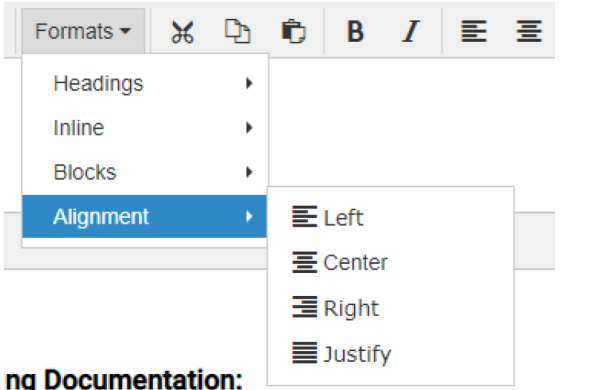 Formats
B I
Headings
Inline
Blocks
Alignment
Left
Center
Right
Justify
ng Documentation: